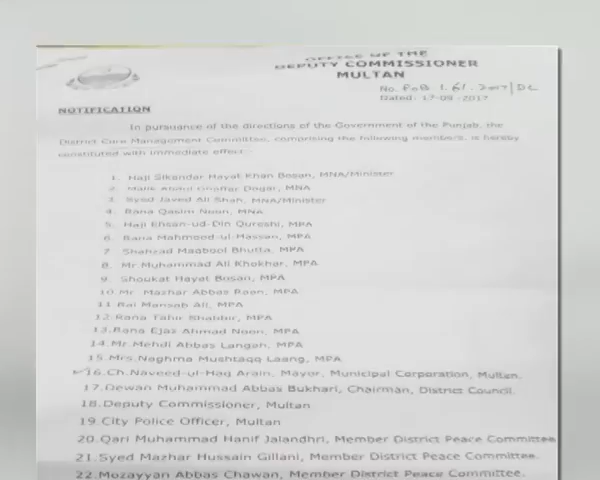 OFFICE OF THE
DEPUTY COMMISSIONER
MULTAN
No.
Dated: 17-08-2017
NOTIFICATION
In pursuance of the directions of the Government of the Punjab, the
District Core Management Committee, comprising the following members, is hereby
constituted with immediate effect:-
1. Haji Sikandar Hayat Khan Bosan, MNA/Minister
2. Malik Abdul Ghaffar Dogar, MNA
3. Syed Javed Ali Shah, MNA/Minister
4. Rana Qasim Noon, MNA
5. Haji Ehsan-ud-Din Qureshi, MPA
6. Rana Mahmood-ul-Hassan, MPA
7. Shahzad Maqbool Bhutta, MPA
8. Mr.Muhammad Ali Khokhar, MPA
9. Shoukat Hayat Bosan, MPA
10.Mr. Mazhar Abbas Raan, MPA
11.Rai Mansab Ali, MPA
12.Rana Tahir Shabbir, MPA
13.Rana Ejaz Ahmad Noon, MPA
14.Mr.Mehdi Abbas Langah, MPA
15.Mrs.Naghma Mushtaqq Laang, MPA
16.Ch.Naveed-ul-Haq Arain, Mayor, Municipal Corporation, Multan.
17.Dewan Muhammad Abbas Bukhari, Chairman, District Council.
18.Deputy Commissioner, Multan
19.City Police Officer, Multan
20.Qari Muhammad Hanif Jalandhri, Member District Peace Committee
21.Syed Mazhar Hussain Gillani, Member District Peace Committee.
22.Mozayyan Abbas Chawan, Member District Peace Committee.